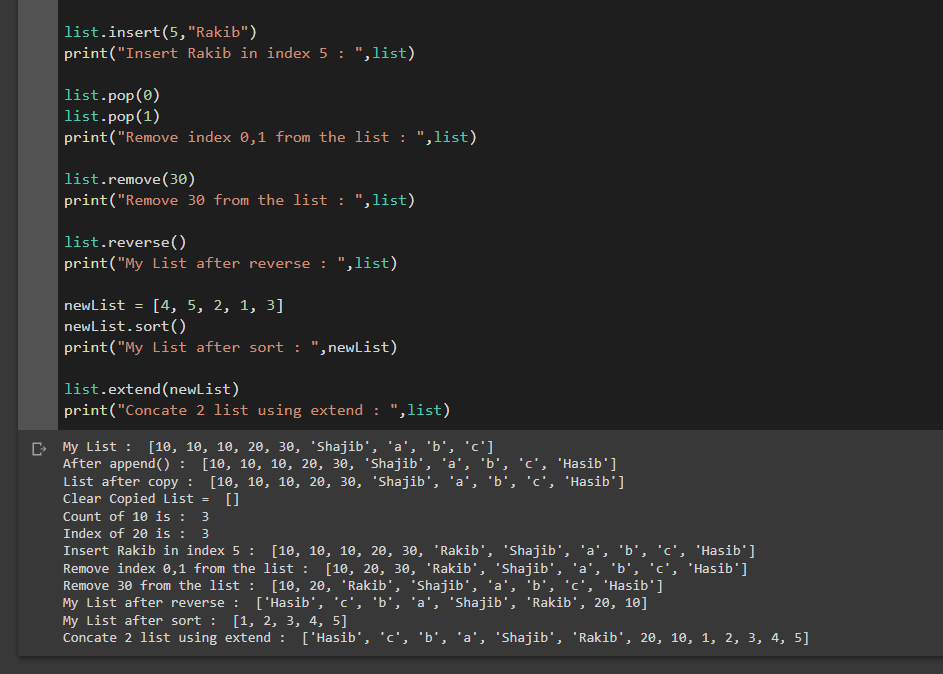 list.insert(5,"Rakib")
print("Insert Rakib in index 5 : ",list)
list.pop(0)
list.pop(1)
print("Remove index 0,1 from the list : ",list)
list.remove(30)
print("Remove 30 from the list : ",list)
list.reverse()
print("My List after reverse : ",list)
newList = [4, 5, 2, 1, 3]
newList.sort()
print("My List after sort : ",newList)
list.extend(newList)
print("Concate 2 list using extend : ",list)
My List :  [10, 10, 10, 20, 30, 'Shajib', 'a', 'b', 'c']
After append() :  [10, 10, 10, 20, 30, 'Shajib', 'a', 'b', 'c', 'Hasib']
List after copy :  [10, 10, 10, 20, 30, 'Shajib', 'a', 'b', 'c', 'Hasib']
Clear Copied List =  []
Count of 10 is :  3
Index of 20 is :  3
Insert Rakib in index 5 :  [10, 10, 10, 20, 30, 'Rakib', 'Shajib', 'a', 'b', 'c', 'Hasib']
Remove index 0,1 from the list :  [10, 20, 30, 'Rakib', 'Shajib', 'a', 'b', 'c', 'Hasib']
Remove 30 from the list :  [10, 20, 'Rakib', 'Shajib', 'a', 'b', 'c', 'Hasib']
My List after reverse :  ['Hasib', 'c', 'b', 'a', 'Shajib', 'Rakib', 20, 10]
My List after sort :  [1, 2, 3, 4, 5]
Concate 2 list using extend :  ['Hasib', 'c', 'b', 'a', 'Shajib', 'Rakib', 20, 10, 1, 2, 3, 4, 5]